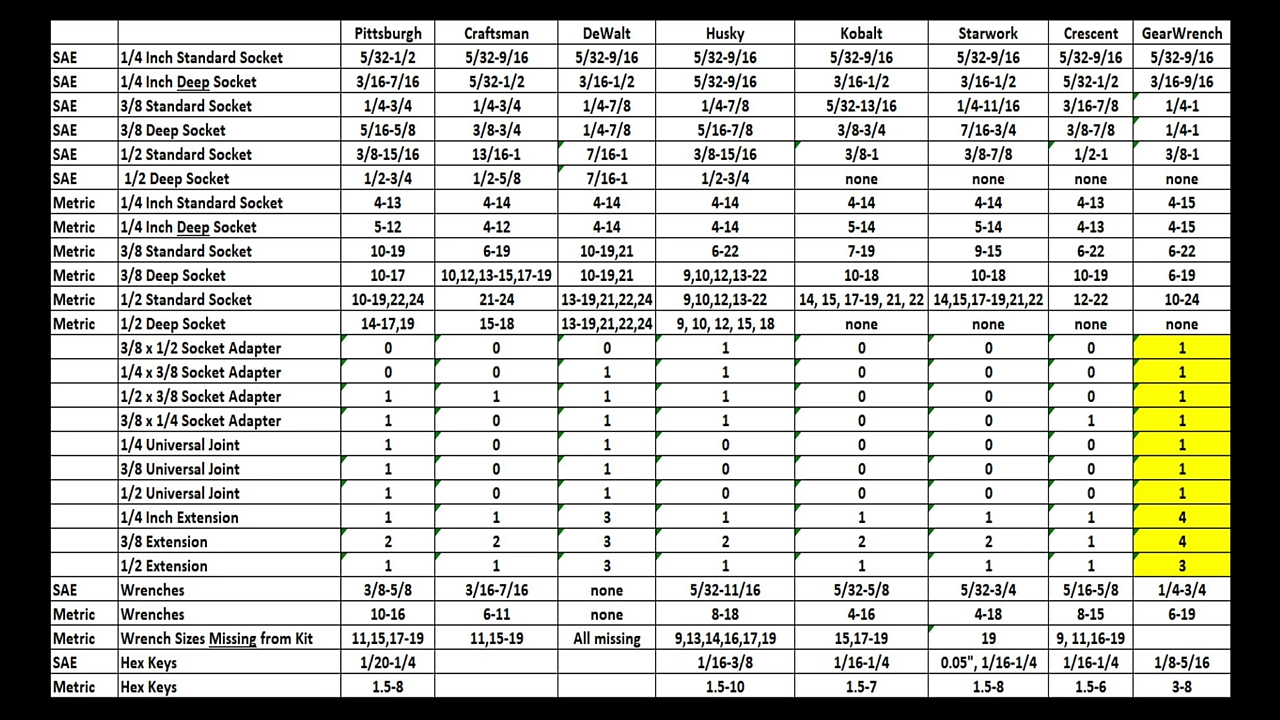 Pittsburgh Craftsman DeWalt Husky Kobalt Starwork Crescent GearWrench
SAE 1/4 Inch Standard Socket 5/32-1/2 5/32-9/16 5/32-9/16 5/32-9/16 5/32-9/16 5/32-9/16 5/32-9/16 5/32-9/16
SAE 1/4 Inch Deep Socket 3/16-7/16 5/32-1/2 3/16-1/2 5/32-9/16 3/16-1/2 3/16-1/2 5/32-1/2 3/16-9/16
SAE 3/8 Standard Socket 1/4-3/4 1/4-3/4 1/4-7/8 1/4-7/8 5/32-13/16 1/4-11/16 3/16-7/8 1/4-1
SAE 3/8 Deep Socket 5/16-5/8 3/8-3/4 1/4-7/8 5/16-7/8 3/8-3/4 7/16-3/4 3/8-7/8 1/4-1
SAE 1/2 Standard Socket 3/8-15/16 13/16-1 7/16-1 3/8-15/16 3/8-1 3/8-7/8 1/2-1 3/8-1
SAE 1/2 Deep Socket 1/2-3/4 1/2-5/8 7/16-1 1/2-3/4 none none none none
Metric 1/4 Inch Standard Socket 4-13 4-14 4-14 4-14 4-14 4-14 4-13 4-15
Metric 1/4 Inch Deep Socket 5-12 4-12 4-14 4-14 5-14 5-14 4-13 4-15
Metric 3/8 Standard Socket 10-19 6-19 10-19,21 6-22 7-19 9-15 6-22 6-22
Metric 3/8 Deep Socket 10-17 10,12,13-15,17-19 10-19,21 9,10,12,13-22 10-18 10-18 10-19 6-19
Metric 1/2 Standard Socket 10-19,22,24 21-24 13-19,21,22,24 9,10,12,13-22 14, 15, 17-19, 21, 22 14,15,17-19,21,22 12-22 10-24
Metric 1/2 Deep Socket 14-17,19 15-18 13-19,21,22,24 9, 10, 12, 15, 18 none none none none
3/8 x 1/2 Socket Adapter 0 0 0 1 0 0 0 1
1/4 x 3/8 Socket Adapter 0 0 1 1 0 0 0 1
1/2 x 3/8 Socket Adapter 1 1 1 1 0 0 0 1
3/8 x 1/4 Socket Adapter 1 0 1 1 0 0 1 1
1/4 Universal Joint 1 0 1 0 0 0 0 1
3/8 Universal Joint 1 0 1 0 0 0 0 1
1/2 Universal Joint 1 0 1 0 0 0 0 1
1/4 Inch Extension 1 1 3 1 1 1 1 4
3/8 Extension 2 2 3 2 2 2 1 4
1/2 Extension 1 1 3 1 1 1 1 3
SAE Wrenches 3/8-5/8 3/16-7/16 none 5/32-11/16 5/32-5/8 5/32-3/4 5/16-5/8 1/4-3/4
Metric Wrenches 10-16 6-11 none 8-18 4-16 4-18 8-15 6-19
Metric Wrench Sizes Missing from Kit 11,15,17-19 11,15-19 All missing 9,13,14,16,17,19 15,17-19 19 9, 11,16-19
SAE Hex Keys 1/20-1/4 1/16-3/8 1/16-1/4 0.05", 1/16-1/4 1/16-1/4 1/8-5/16
Metric Hex Keys 1.5-8 1.5-10 1.5-7 1.5-8 1.5-6 3-8